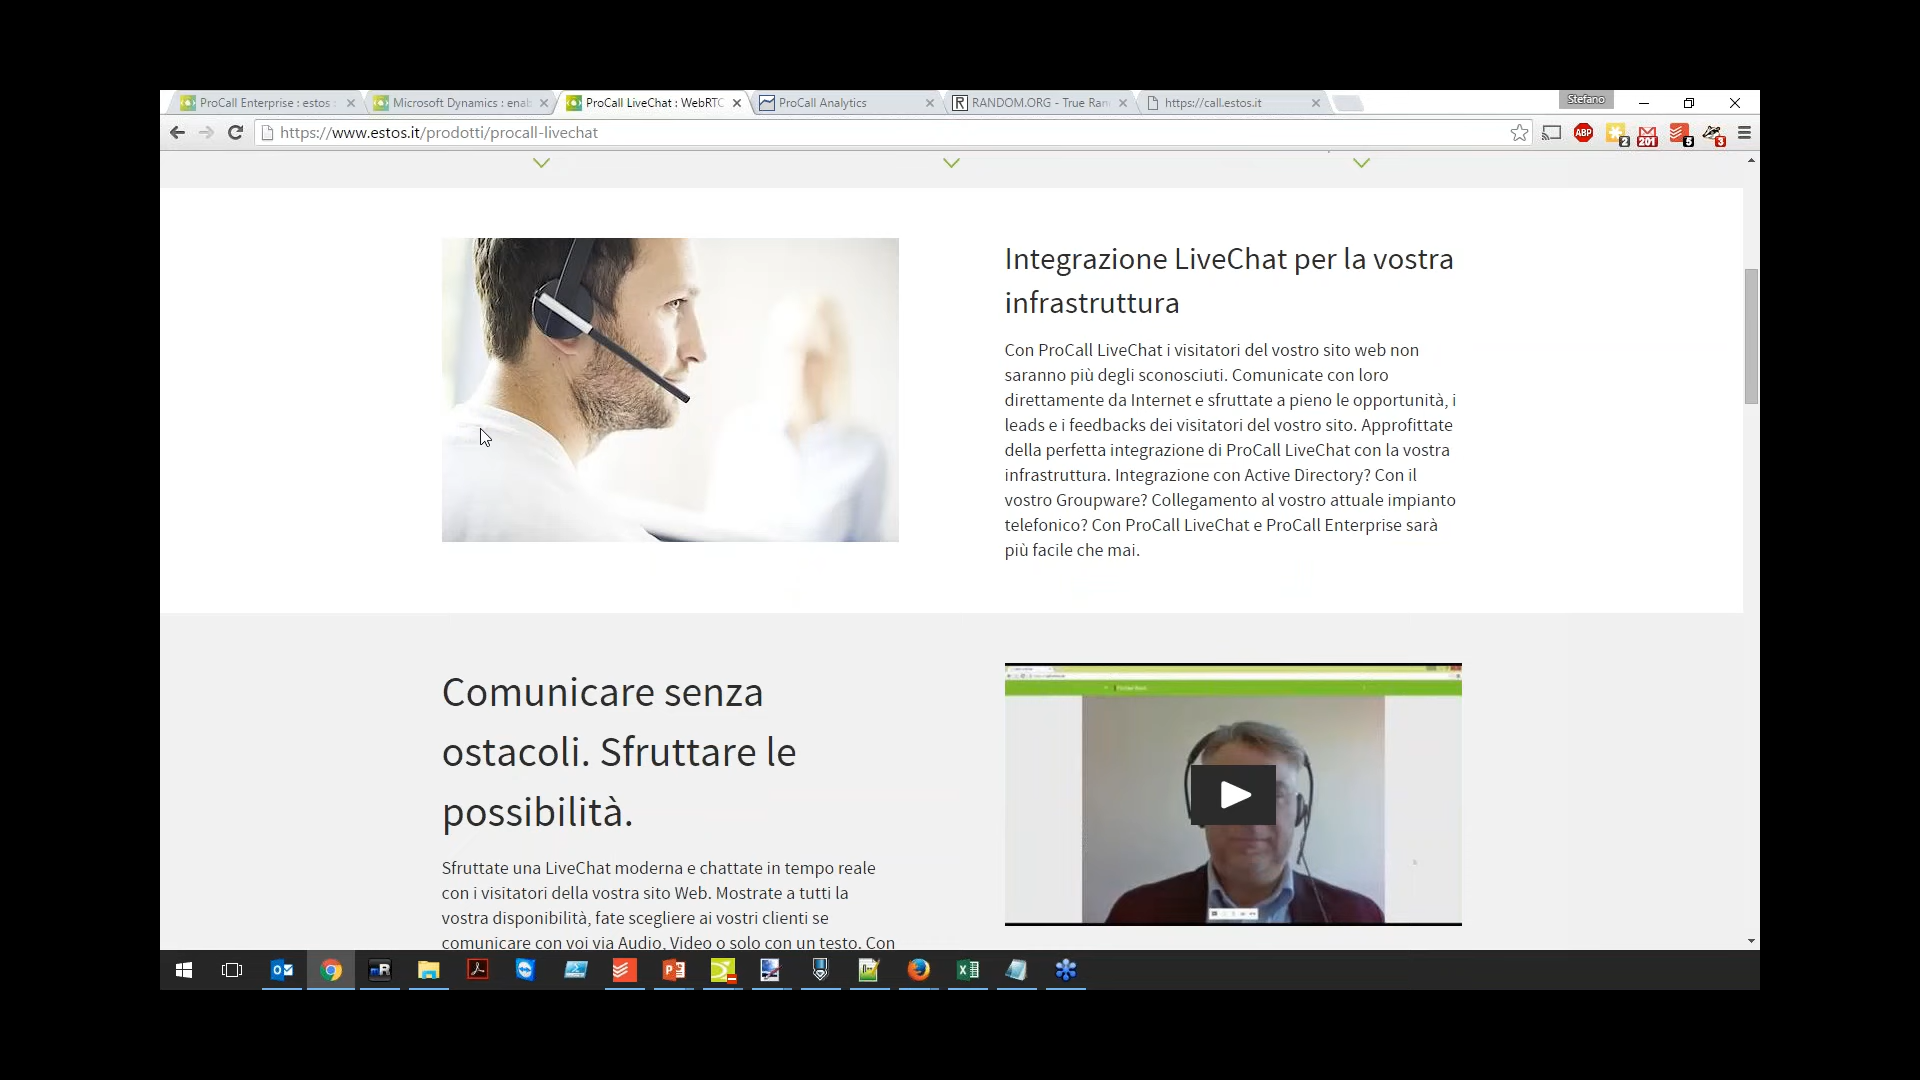 ProCall Enterprise : estos
Microsoft Dynamics : enab
ProCall LiveChat : WebRTC
ProCall Analytics
RANDOM.ORG - True Ran
https://call.estos.it
Stefano
https://www.estos.it/prodotti/procall-livechat
ABP
2
201
5
3
Integrazione LiveChat per la vostra
infrastruttura
Con ProCall LiveChat i visitatori del vostro sito web non
saranno più degli sconosciuti. Comunicate con loro
direttamente da Internet e sfruttate a pieno le opportunità, i
leads e i feedbacks dei visitatori del vostro sito. Approfittate
della perfetta integrazione di ProCall LiveChat con la vostra
infrastruttura. Integrazione con Active Directory? Con il
vostro Groupware? Collegamento al vostro attuale impianto
telefonico? Con ProCall LiveChat e ProCall Enterprise sarà
più facile che mai.
Comunicare senza
ostacoli. Sfruttare le
possibilità.
Sfruttate una LiveChat moderna e chattate in tempo reale
con i visitatori della vostra sito Web. Mostrate a tutti la
vostra disponibilità, fate scegliere ai vostri clienti se
comunicare con voi via Audio, Video o solo con un testo. Con